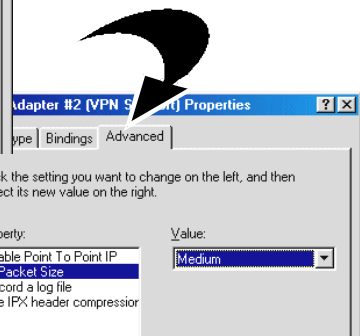 Adapter #2 (VPN S t) Properties
ype Bindings Advanced
ck the setting you want to change on the left, and then
ect its new value on the right.
perty: Value:
able Point To Point IP Medium
Packet Size
cord a log file
e IPX header compression